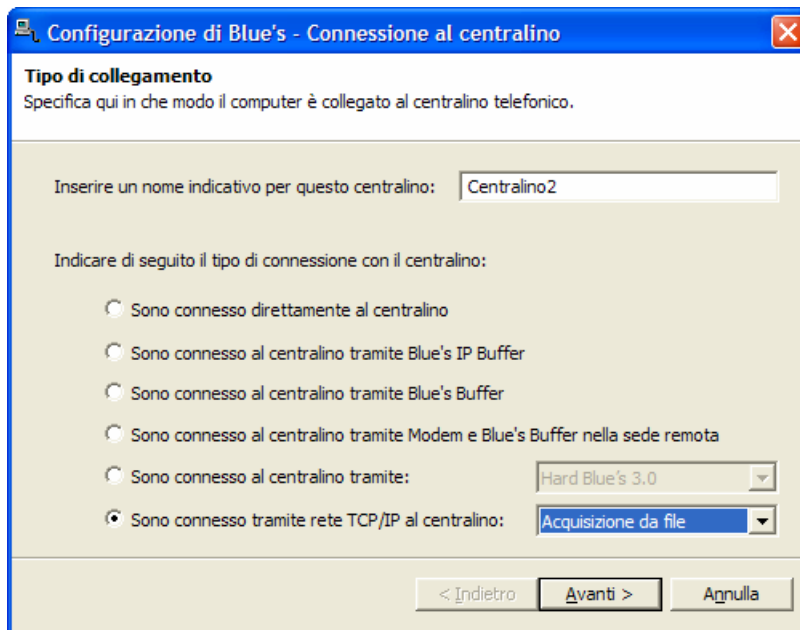 Configurazione di Blue's - Connessione al centralino
Tipo di collegamento
Specifica qui in che modo il computer è collegato al centralino telefonico.
Inserire un nome indicativo per questo centralino: Centralino2
Indicare di seguito il tipo di connessione con il centralino:
Sono connesso direttamente al centralino
Sono connesso al centralino tramite Blue's IP Buffer
Sono connesso al centralino tramite Blue's Buffer
Sono connesso al centralino tramite Modem e Blue's Buffer nella sede remota
Sono connesso al centralino tramite: Hard Blue's 3.0
Sono connesso tramite rete TCP/IP al centralino: Acquisizione da file
< Indietro Avanti > Annulla